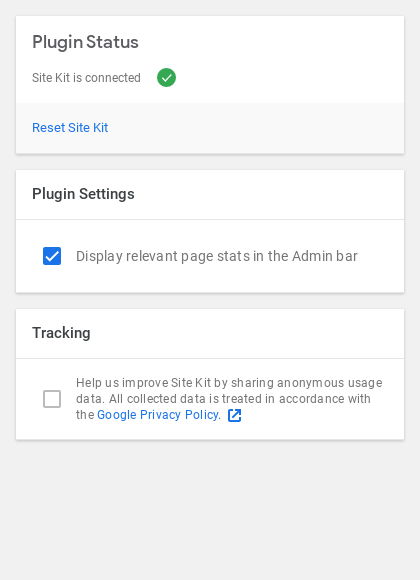 Plugin Status
Site Kit is connected
Reset Site Kit
Plugin Settings
Display relevant page stats in the Admin bar
Tracking
Help us improve Site Kit by sharing anonymous usage
data. All collected data is treated in accordance with
the Google Privacy Policy.